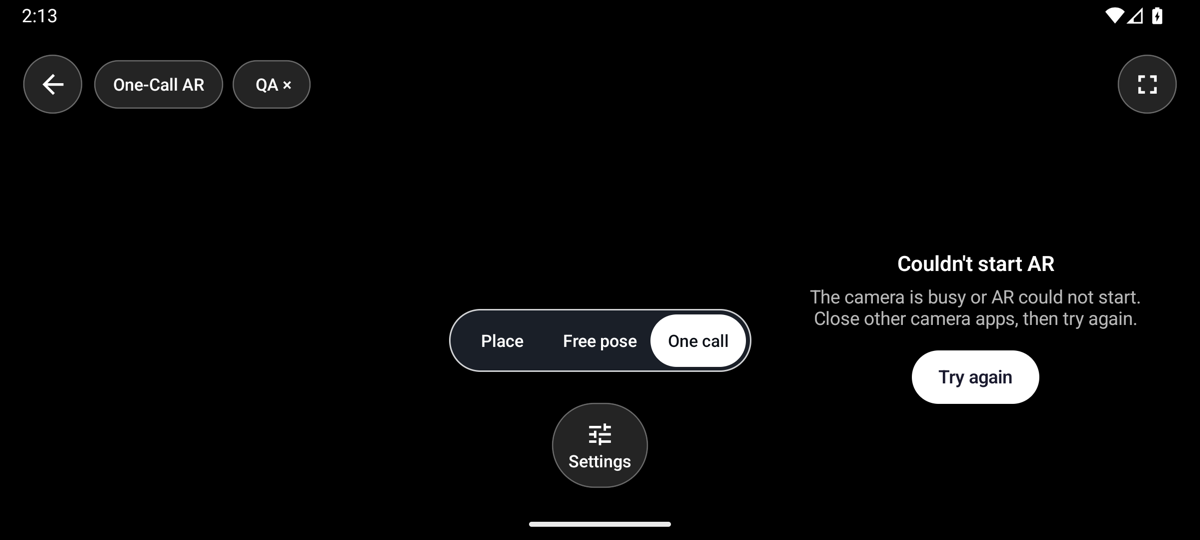 2:13
One-Call AR
QA ×
Couldn't start AR
The camera is busy or AR could not start.
Close other camera apps, then try again.
Place
Free pose
One call
Try again
Settings